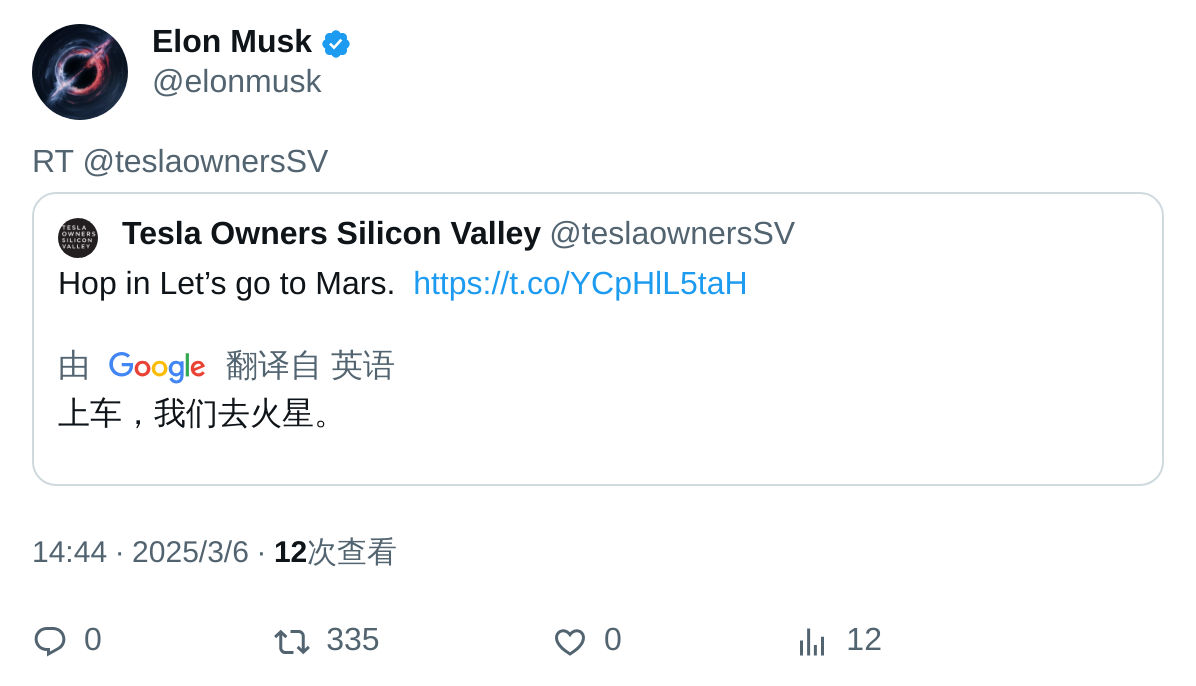 Elon Musk
@elonmusk
RT @teslaownersSV
TESLA
OWNERS
SILICON
VALLEY
Tesla Owners Silicon Valley @teslaownersSV
Hop in Let’s go to Mars. https://t.co/YCpHlL5taH
由 Google 翻译自 英语
上车，我们去火星。
14:44 · 2025/3/6 · 12次查看
0 335 0 12